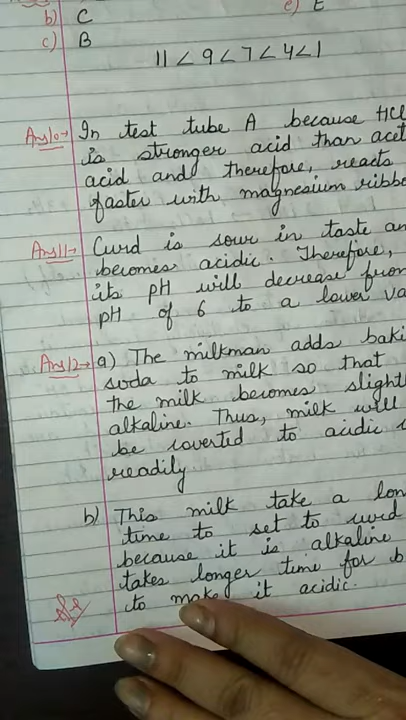 b) C
e) E
c) B
11 < 9 < 7 < 4 < 1
Ans10→ In test tube A because HCl
is stronger acid than acet
acid and therefore, reacts
faster with magnesium ribbo
Ans11→ Curd is sour in taste an
becomes acidic. Therefore,
its pH will decrease from
pH of 6 to a lower va
Ans12→ a) The milkman adds baki
soda to milk so that
the milk becomes slight
alkaline. Thus, milk will
be coverted to acidic
readily.
b) This milk take a lon
time to set to curd
because it is alkaline
takes longer time for b
to make it acidic.